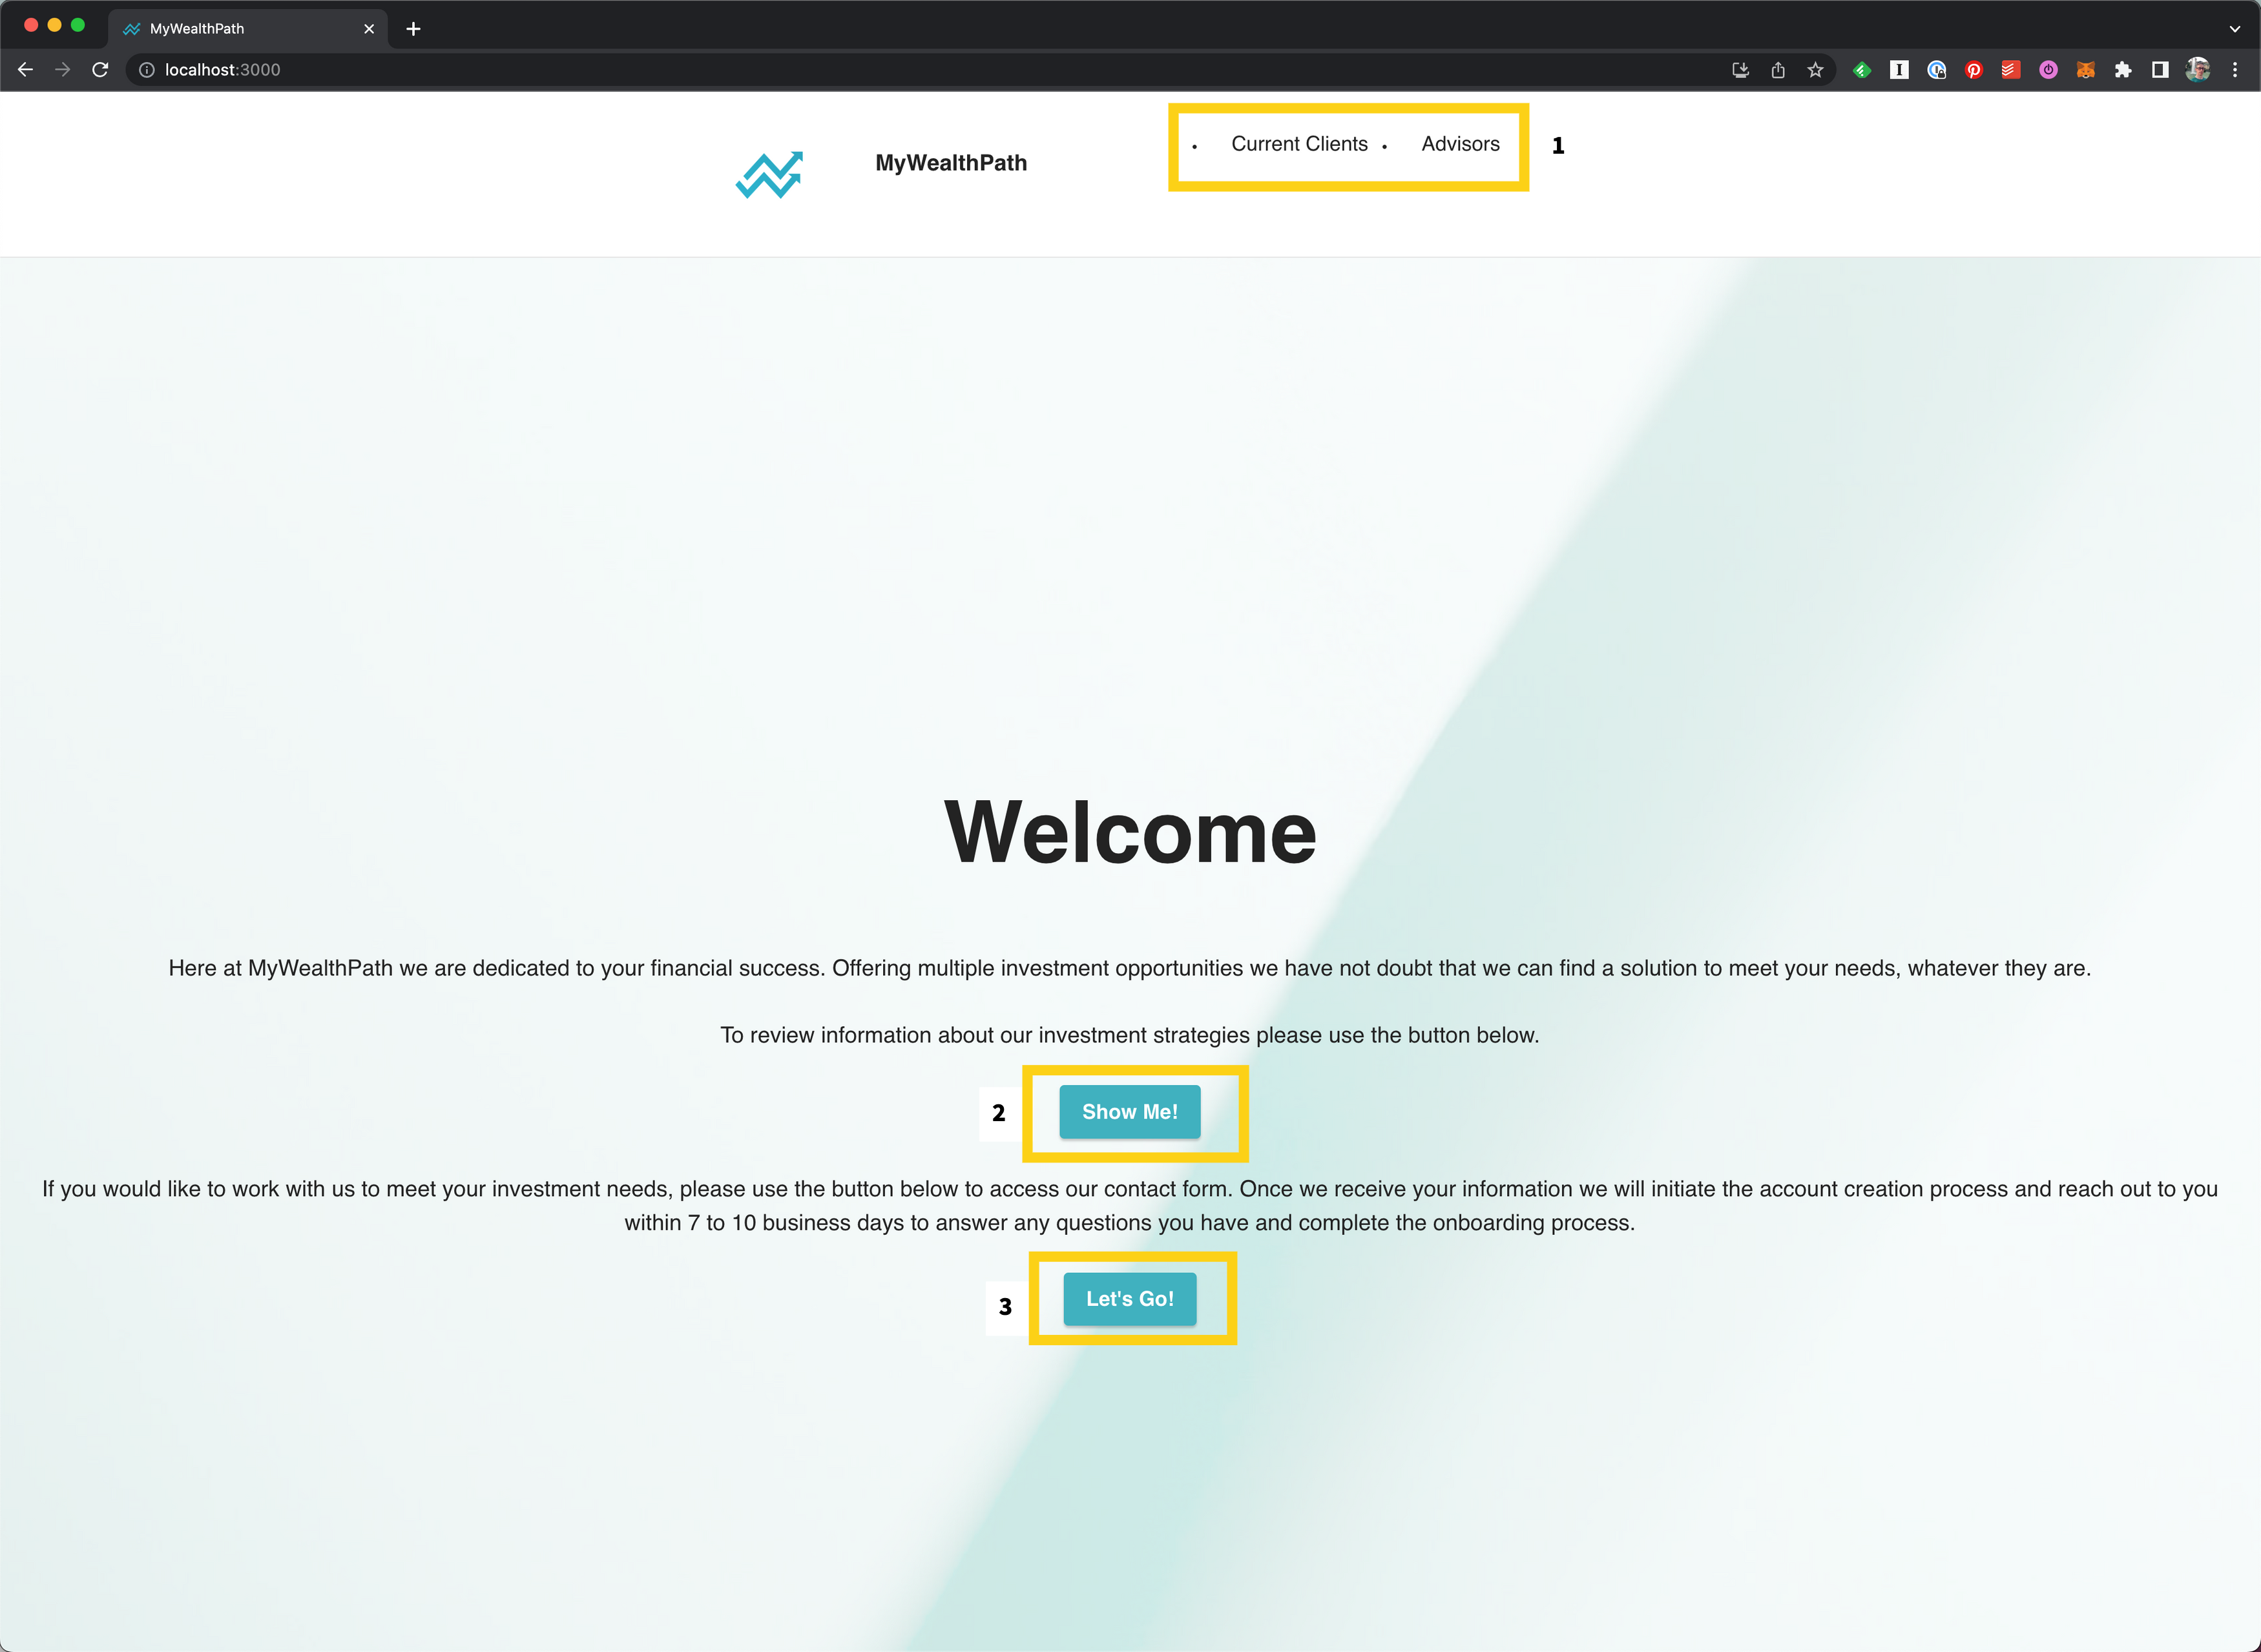 MyWealthPath
localhost:3000
MyWealthPath
• Current Clients • Advisors
1
Welcome
Here at MyWealthPath we are dedicated to your financial success. Offering multiple investment opportunities we have not doubt that we can find a solution to meet your needs, whatever they are.
To review information about our investment strategies please use the button below.
2
Show Me!
If you would like to work with us to meet your investment needs, please use the button below to access our contact form. Once we receive your information we will initiate the account creation process and reach out to you
within 7 to 10 business days to answer any questions you have and complete the onboarding process.
3
Let's Go!